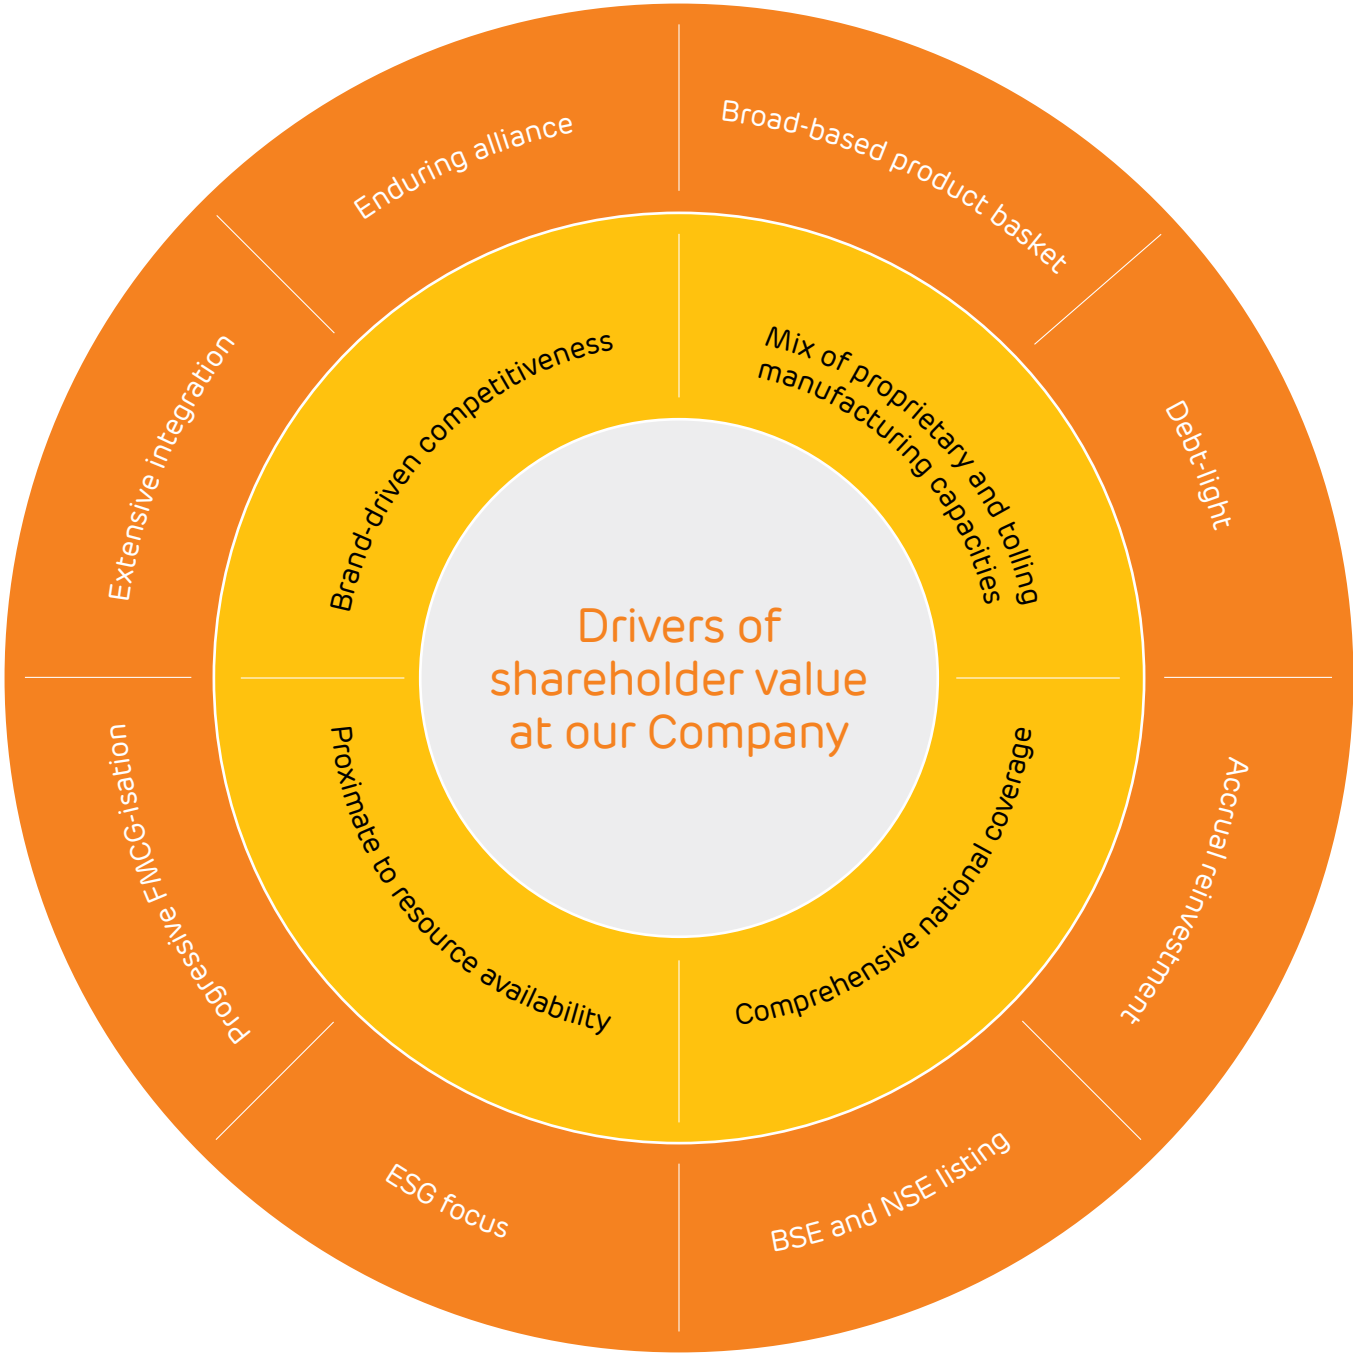 Drivers of
shareholder value
at our Company
Brand-driven competitiveness
Mix of proprietary and tolling
manufacturing capacities
Comprehensive national coverage
Proximate to resource availability
Enduring alliance
Broad-based product basket
Debt-light
Accrual reinvestment
BSE and NSE listing
ESG focus
Progressive FMCG-isation
Extensive integration